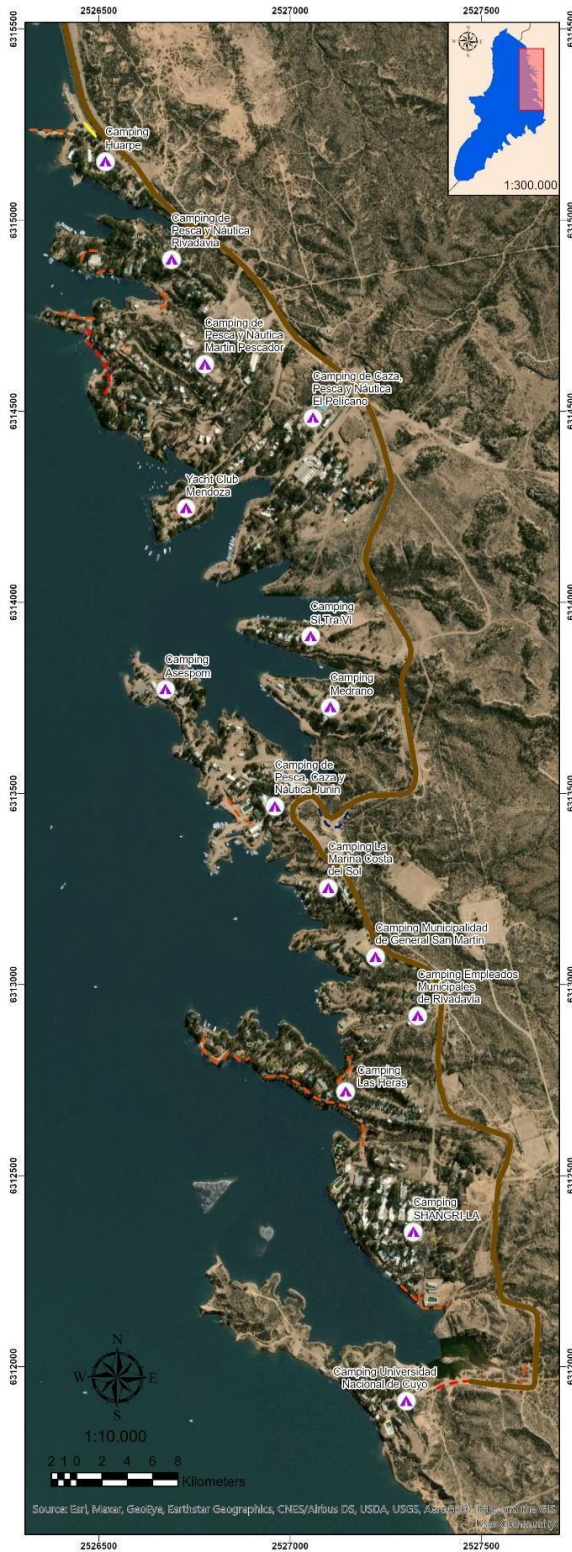 2526500 2527000 2527500
6315500
1:300.000
Camping
Huarpe
6315000
Camping de
Pesca y Náutica
Rivadavia
Camping de
Pesca y Náutica
Martín Pescador
Camping de Caza,
Pesca y Náutica
El Pelícano
6314500
Yacht Club
Mendoza
6314000
Camping
SI.Tra.Vi
Camping
Asespom
Camping
Medrano
6313500
Camping de
Pesca, Caza y
Náutica Junín
Camping La
Marina Costa
del Sol
Camping Municipalidad
de General San Martín
6313000
Camping Empleados
Municipales
de Rivadavia
Camping
Las Heras
6312500
Camping
SHANGRI-LA
6312000
N
W E
S
Camping Universidad
Nacional de Cuyo
1:10.000
2 1 0 2 4 6 8
Kilometers
Source: Esri, Maxar, GeoEye, Earthstar Geographics, CNES/Airbus DS, USDA, USGS, AeroGRID, IGN, and the GIS
User Community
2526500 2527000 2527500